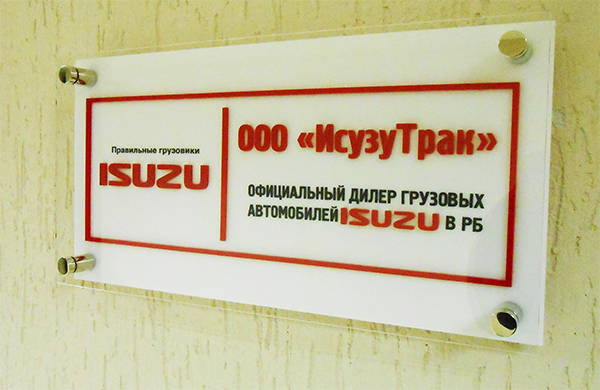 Правильные грузовики
ISUZU
ООО «ИсузуТрак»
ОФИЦИАЛЬНЫЙ ДИЛЕР ГРУЗОВЫХ
АВТОМОБИЛЕЙ ISUZU В РБ